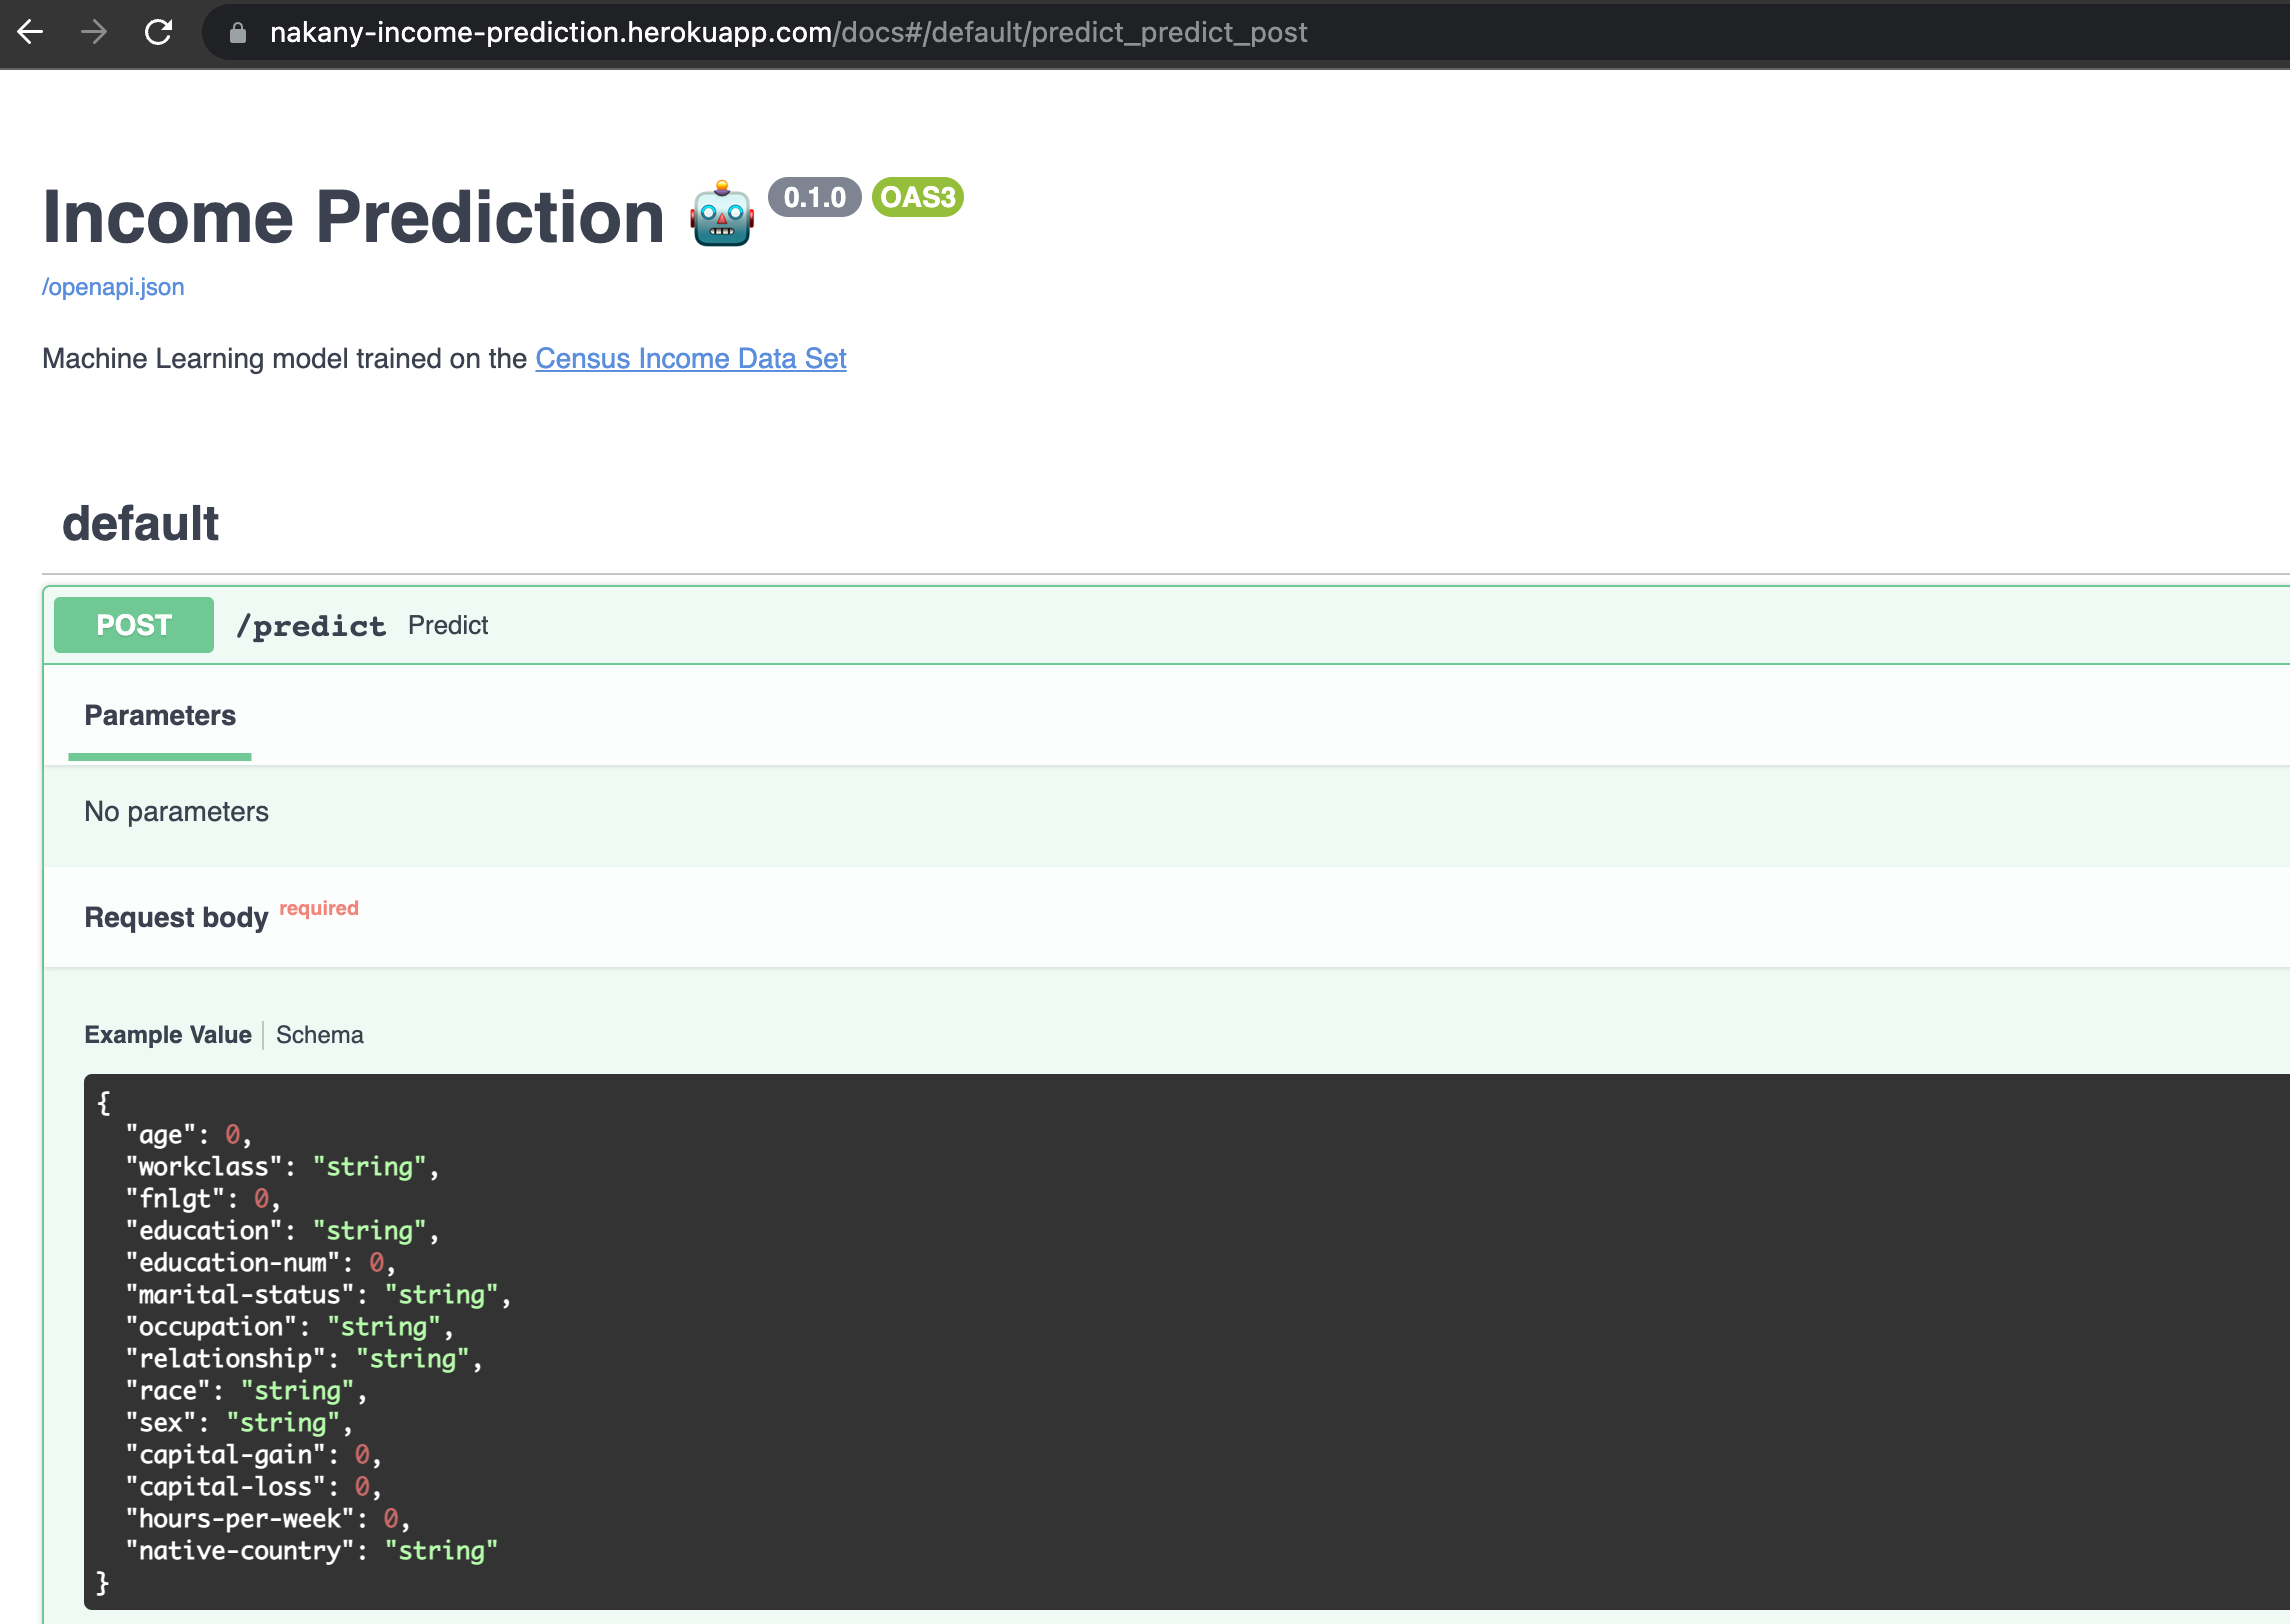 nakany-income-prediction.herokuapp.com/docs#/default/predict_predict_post
Income Prediction 🤖 0.1.0 OAS3
/openapi.json
Machine Learning model trained on the Census Income Data Set
default
POST /predict Predict
Parameters
No parameters
Request body required
Example Value | Schema
{
  "age": 0,
  "workclass": "string",
  "fnlgt": 0,
  "education": "string",
  "education-num": 0,
  "marital-status": "string",
  "occupation": "string",
  "relationship": "string",
  "race": "string",
  "sex": "string",
  "capital-gain": 0,
  "capital-loss": 0,
  "hours-per-week": 0,
  "native-country": "string"
}